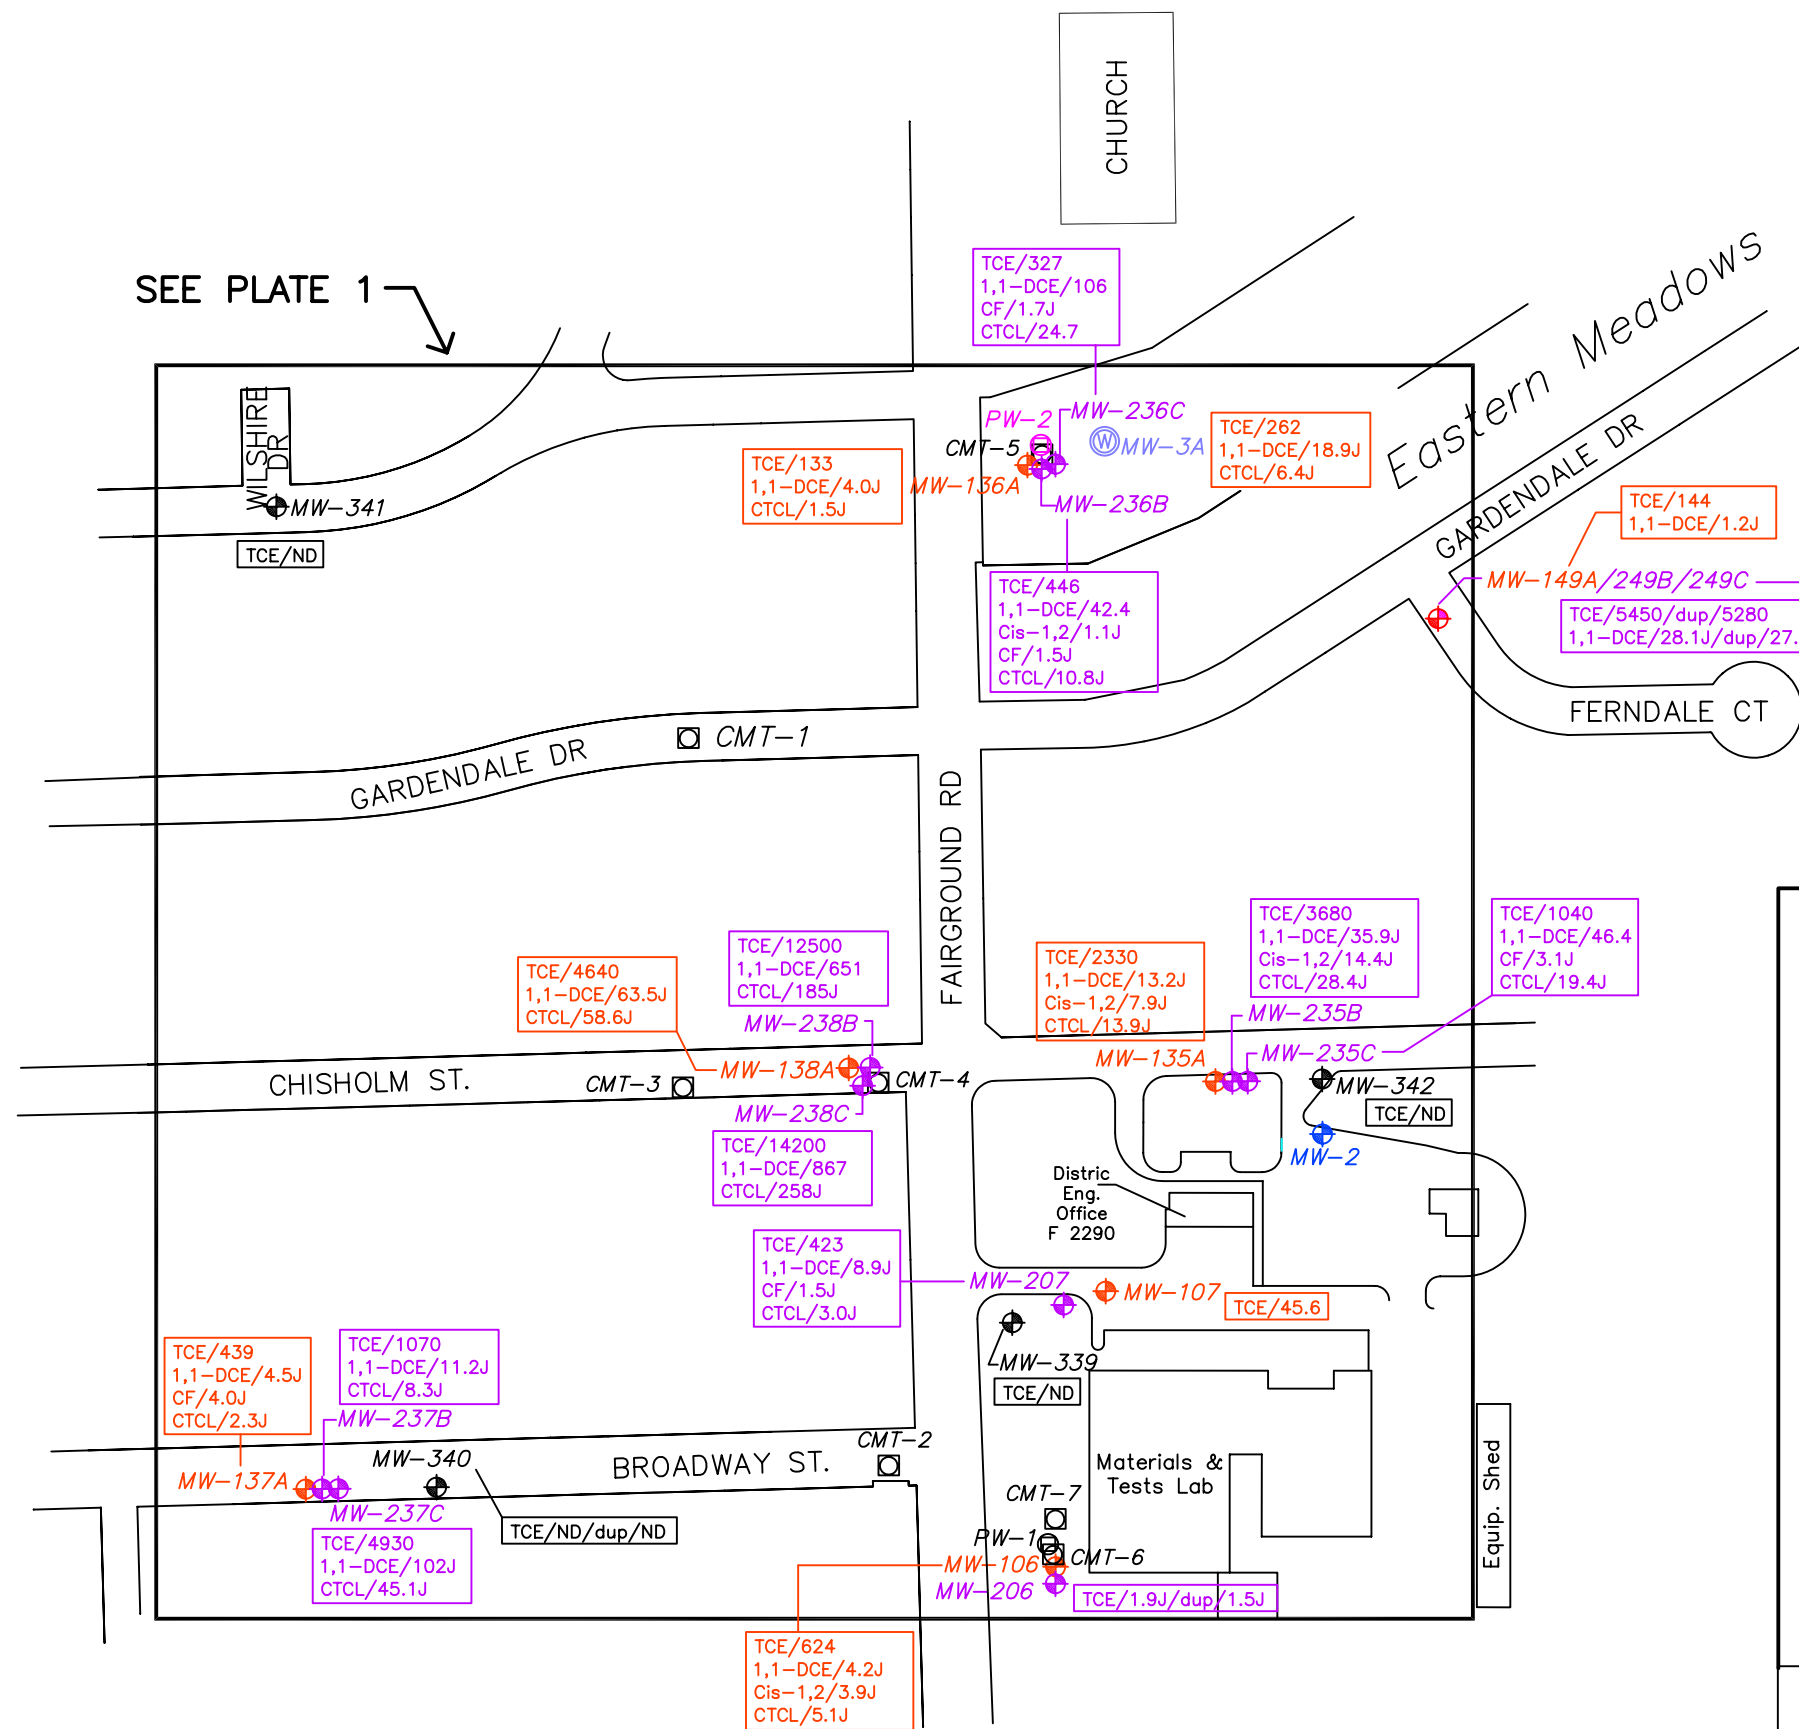 CHURCH
SEE PLATE 1
TCE/327
1,1-DCE/106
CF/1.7J
CTCL/24.7
Eastern Meadows
WILSHIRE
DR
MW-341
TCE/ND
PW-2
MW-236C
CMT-5
MW-3A
TCE/133
1,1-DCE/4.0J
CTCL/1.5J
MW-136A
MW-236B
TCE/262
1,1-DCE/18.9J
CTCL/6.4J
GARDENDALE DR
TCE/144
1,1-DCE/1.2J
MW-149A/249B/249C
TCE/5450/dup/5280
1,1-DCE/28.1J/dup/27.
TCE/446
1,1-DCE/42.4
Cis-1,2/1.1J
CF/1.5J
CTCL/10.8J
FERNDALE CT
CMT-1
GARDENDALE DR
FAIRGROUND RD
TCE/12500
1,1-DCE/651
CTCL/185J
MW-238B
TCE/4640
1,1-DCE/63.5J
CTCL/58.6J
MW-138A
TCE/2330
1,1-DCE/13.2J
Cis-1,2/7.9J
CTCL/13.9J
MW-135A
TCE/3680
1,1-DCE/35.9J
Cis-1,2/14.4J
CTCL/28.4J
MW-235B
TCE/1040
1,1-DCE/46.4
CF/3.1J
CTCL/19.4J
MW-235C
CHISHOLM ST.
CMT-3
CMT-4
MW-238C
TCE/14200
1,1-DCE/867
CTCL/258J
MW-342
TCE/ND
MW-2
Distric
Eng.
Office
F 2290
TCE/423
1,1-DCE/8.9J
CF/1.5J
CTCL/3.0J
MW-207
MW-107
TCE/45.6
MW-339
TCE/ND
TCE/439
1,1-DCE/4.5J
CF/4.0J
CTCL/2.3J
MW-137A
TCE/1070
1,1-DCE/11.2J
CTCL/8.3J
MW-237B
MW-340
BROADWAY ST.
CMT-2
MW-237C
TCE/4930
1,1-DCE/102J
CTCL/45.1J
TCE/ND/dup/ND
Materials &
Tests Lab
Equip. Shed
CMT-7
PW-1
CMT-6
MW-106
MW-206
TCE/1.9J/dup/1.5J
TCE/624
1,1-DCE/4.2J
Cis-1,2/3.9J
CTCL/5.1J
W